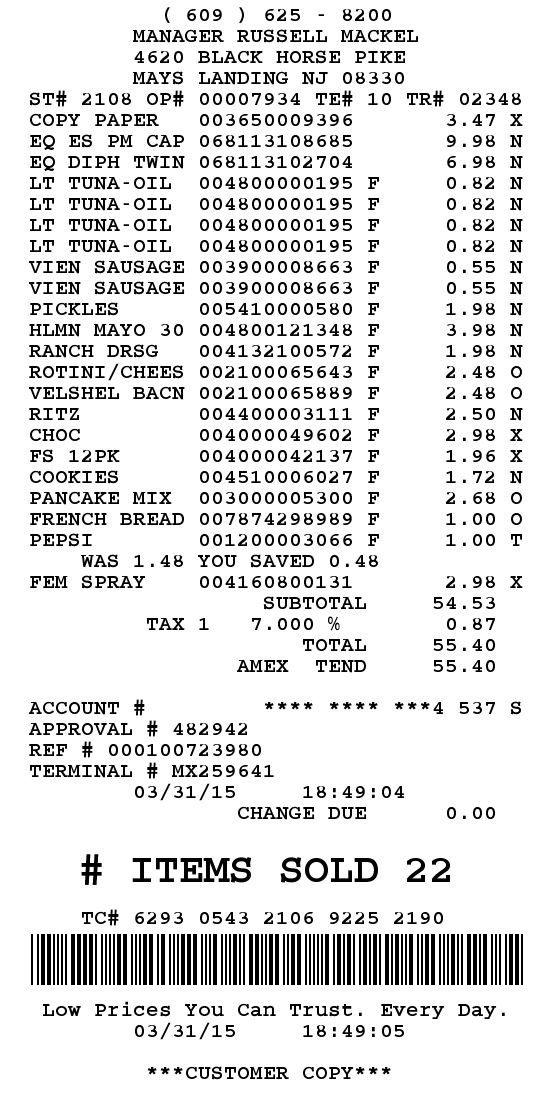 ( 609 ) 625 - 8200
MANAGER RUSSELL MACKEL
4620 BLACK HORSE PIKE
MAYS LANDING NJ 08330
ST# 2108 OP# 00007934 TE# 10 TR# 02348
COPY PAPER 003650009396 3.47 X
EQ ES PM CAP 068113108685 9.98 N
EQ DIPH TWIN 068113102704 6.98 N
LT TUNA-OIL 004800000195 F 0.82 N
LT TUNA-OIL 004800000195 F 0.82 N
LT TUNA-OIL 004800000195 F 0.82 N
LT TUNA-OIL 004800000195 F 0.82 N
VIEN SAUSAGE 003900008663 F 0.55 N
VIEN SAUSAGE 003900008663 F 0.55 N
PICKLES 005410000580 F 1.98 N
HLMN MAYO 30 004800121348 F 3.98 N
RANCH DRSG 004132100572 F 1.98 N
ROTINI/CHEES 002100065643 F 2.48 O
VELSHEL BACN 002100065889 F 2.48 O
RITZ 004400003111 F 2.50 N
CHOC 004000049602 F 2.98 X
FS 12PK 004000042137 F 1.96 X
COOKIES 004510006027 F 1.72 N
PANCAKE MIX 003000005300 F 2.68 O
FRENCH BREAD 007874298989 F 1.00 O
PEPSI 001200003066 F 1.00 T
WAS 1.48 YOU SAVED 0.48
FEM SPRAY 004160800131 2.98 X
SUBTOTAL 54.53
TAX 1 7.000 % 0.87
TOTAL 55.40
AMEX TEND 55.40
ACCOUNT # **** **** ***4 537 S
APPROVAL # 482942
REF # 000100723980
TERMINAL # MX259641
03/31/15 18:49:04
CHANGE DUE 0.00
# ITEMS SOLD 22
TC# 6293 0543 2106 9225 2190
Low Prices You Can Trust. Every Day.
03/31/15 18:49:05
***CUSTOMER COPY***